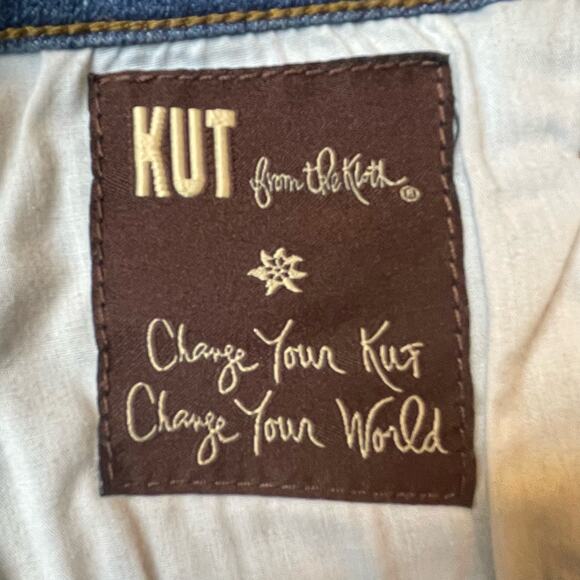 KUT from the Kloth®
Change Your Kut
Change Your World